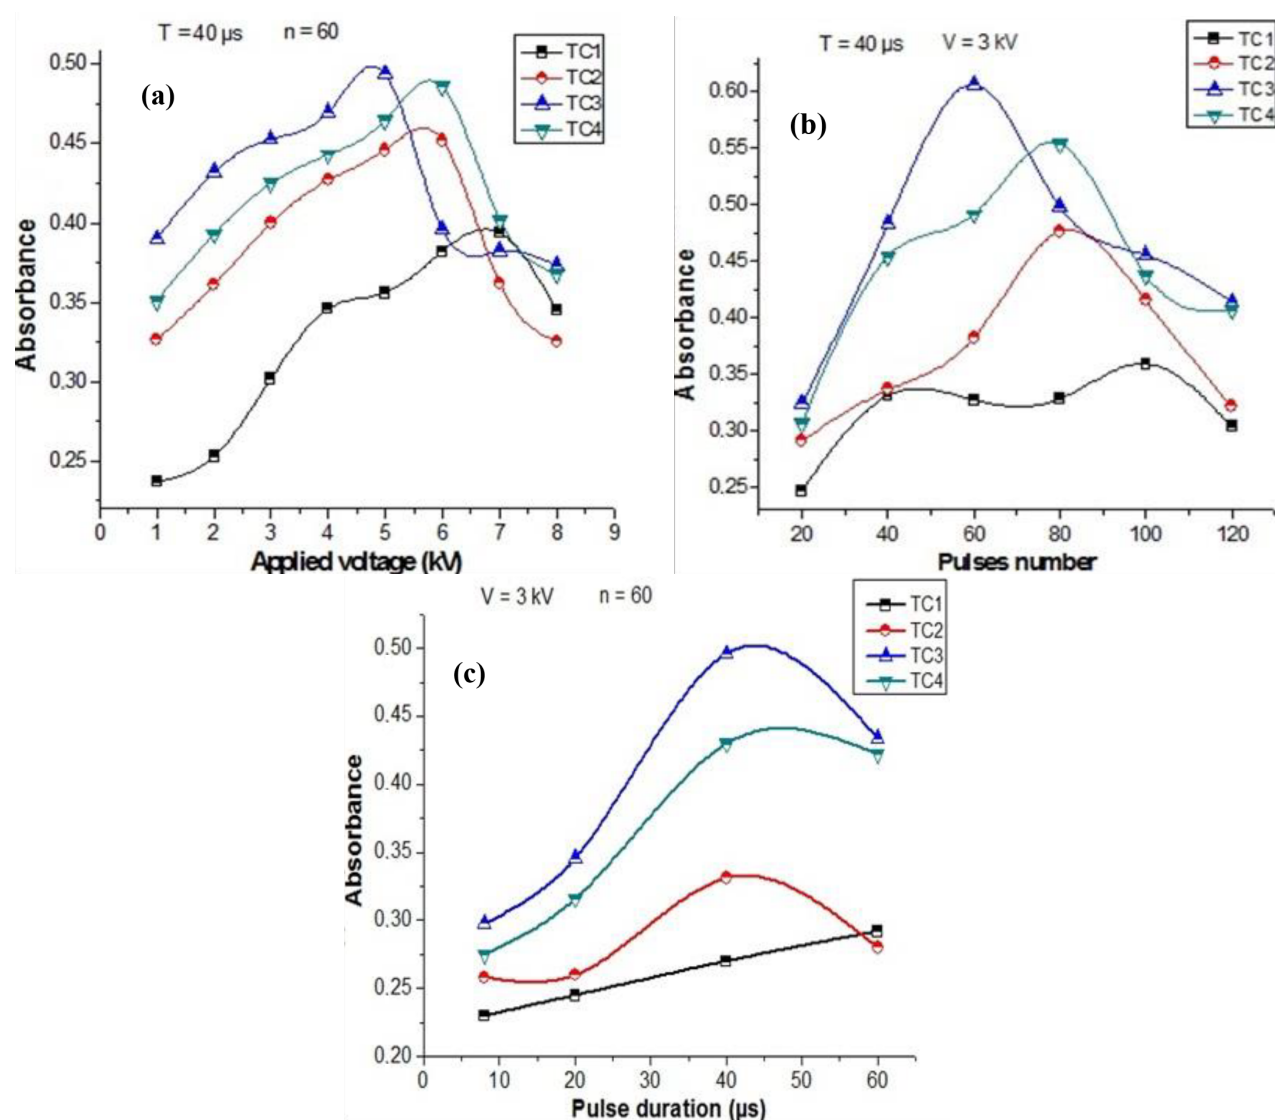 T = 40 µs n = 60
TC1
TC2
TC3
TC4
(a)
0.50
0.45
0.40
0.35
0.30
0.25
Absorbance
0 1 2 3 4 5 6 7 8 9
Applied voltage (kV)
T = 40 µs V = 3 kV
TC1
TC2
TC3
TC4
(b)
0.60
0.55
0.50
0.45
0.40
0.35
0.30
0.25
Absorbance
20 40 60 80 100 120
Pulses number
V = 3 kV n = 60
TC1
TC2
TC3
TC4
(c)
0.50
0.45
0.40
0.35
0.30
0.25
0.20
Absorbance
0 10 20 30 40 50 60
Pulse duration (µs)